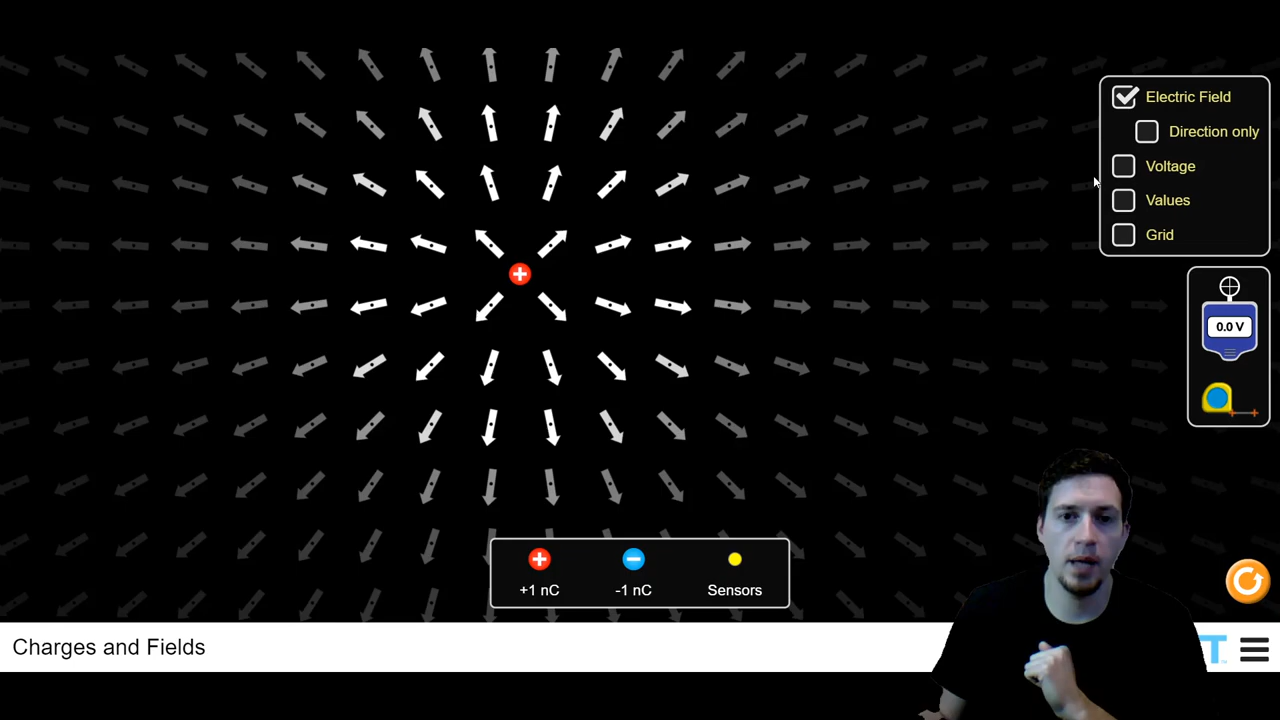 Electric Field
Direction only
Voltage
Values
Grid
0.0 V
+1 nC
-1 nC
Sensors
Charges and Fields
T